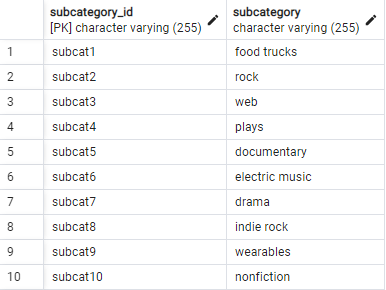 subcategory_id subcategory
[PK] character varying (255) character varying (255)
1 subcat1 food trucks
2 subcat2 rock
3 subcat3 web
4 subcat4 plays
5 subcat5 documentary
6 subcat6 electric music
7 subcat7 drama
8 subcat8 indie rock
9 subcat9 wearables
10 subcat10 nonfiction